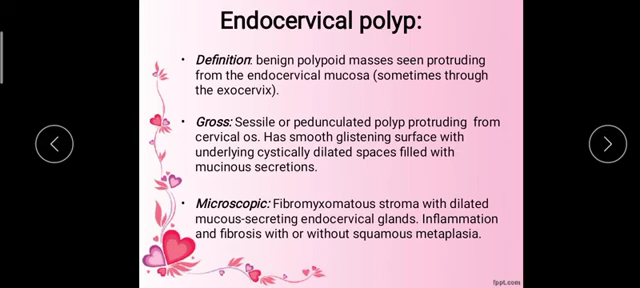 Endocervical polyp:
• Definition: benign polypoid masses seen protruding
from the endocervical mucosa (sometimes through
the exocervix).
• Gross: Sessile or pedunculated polyp protruding from
cervical os. Has smooth glistening surface with
underlying cystically dilated spaces filled with
mucinous secretions.
• Microscopic: Fibromyxomatous stroma with dilated
mucous-secreting endocervical glands. Inflammation
and fibrosis with or without squamous metaplasia.
fppt.com